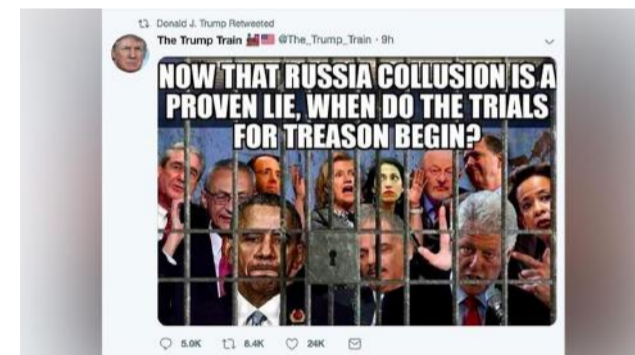 Donald J. Trump Retweeted
The Trump Train @The_Trump_Train · 9h
NOW THAT RUSSIA COLLUSION IS A
PROVEN LIE, WHEN DO THE TRIALS
FOR TREASON BEGIN?
5.0K 8.4K 24K